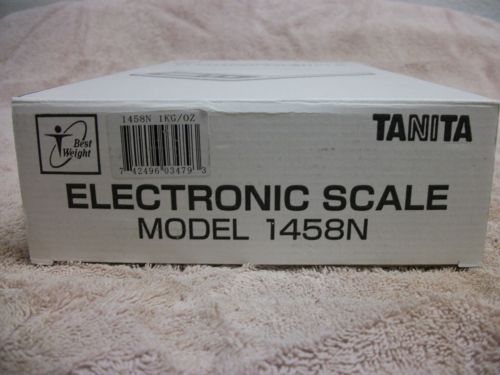 Best
Weight
1458N 1KG/OZ
7 42496 03479 3
TANITA
ELECTRONIC SCALE
MODEL 1458N